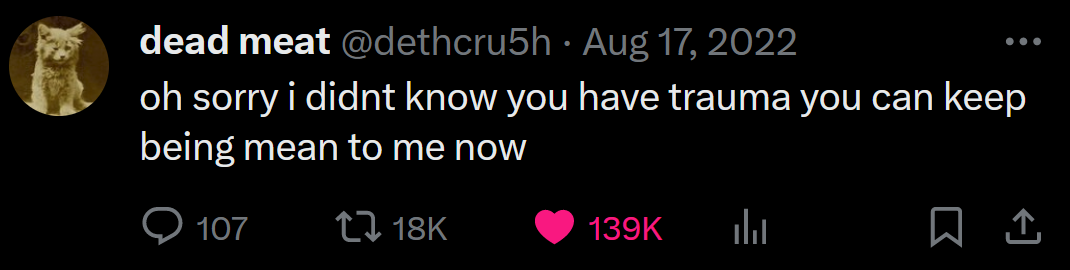 dead meat @dethcru5h · Aug 17, 2022
oh sorry i didnt know you have trauma you can keep
being mean to me now
107 18K 139K